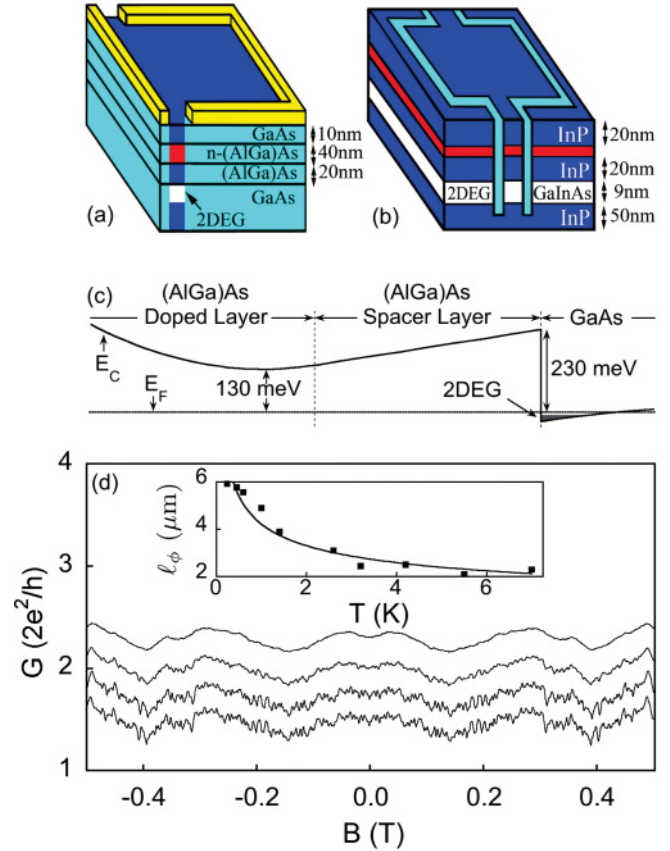 GaAs 10nm
n-(AlGa)As 40nm
(AlGa)As 20nm
GaAs
2DEG
(a)
InP 20nm
InP 20nm
2DEG GaInAs 9nm
InP 50nm
(b)
(c)
(AlGa)As (AlGa)As
Doped Layer Spacer Layer GaAs
E_C
E_F
130 meV
230 meV
2DEG
(d)
4
3
2
1
G (2e²/h)
6
4
2
ℓ_ϕ (μm)
0 2 4 6
T (K)
-0.4 -0.2 0.0 0.2 0.4
B (T)